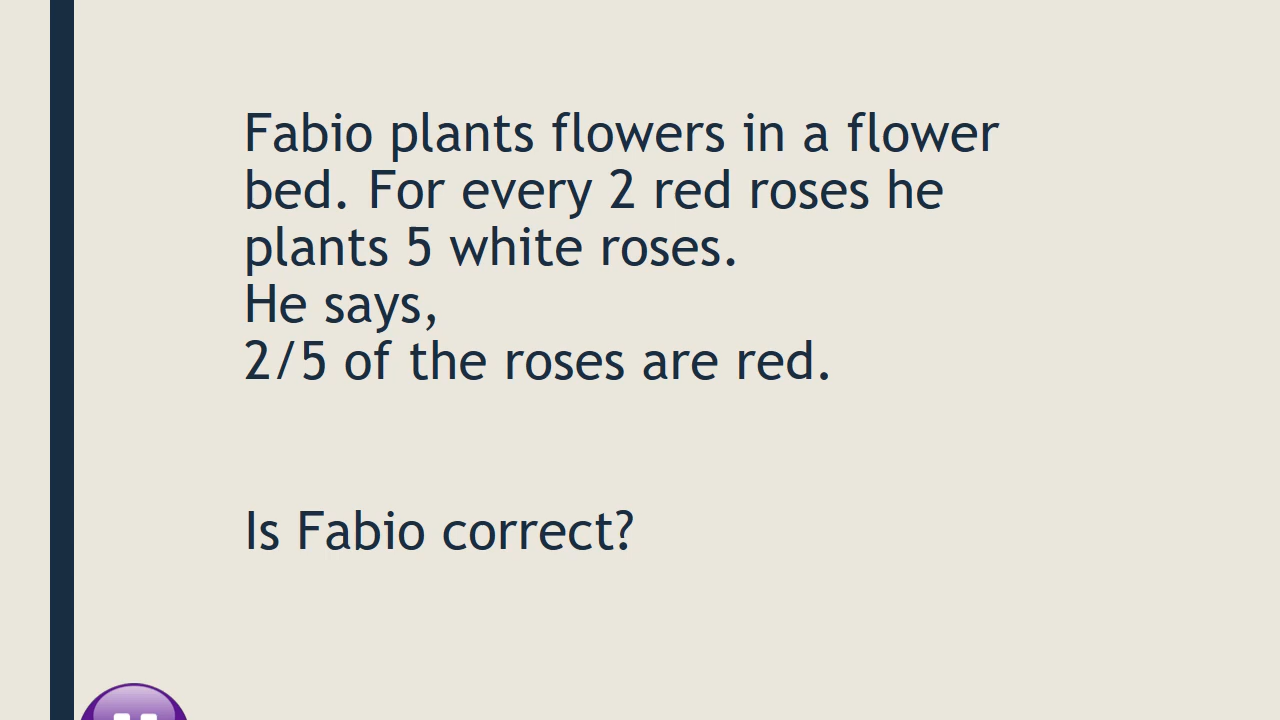 Fabio plants flowers in a flower
bed. For every 2 red roses he
plants 5 white roses.
He says,
2/5 of the roses are red.
Is Fabio correct?